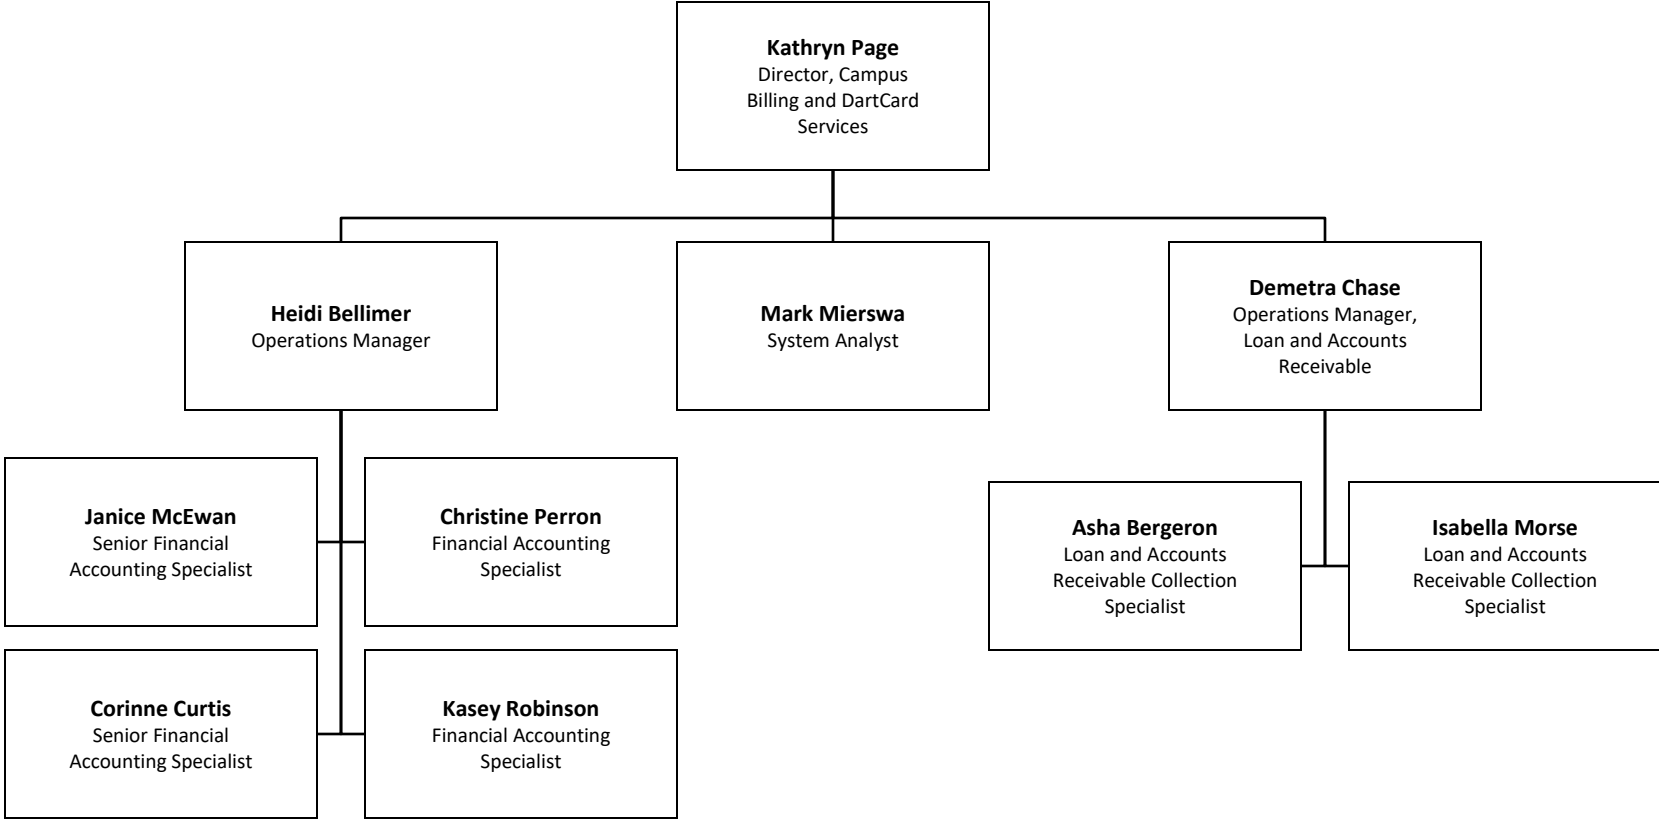 Kathryn Page
Director, Campus
Billing and DartCard
Services
Heidi Bellimer
Operations Manager
Mark Mierswa
System Analyst
Demetra Chase
Operations Manager,
Loan and Accounts
Receivable
Janice McEwan
Senior Financial
Accounting Specialist
Christine Perron
Financial Accounting
Specialist
Asha Bergeron
Loan and Accounts
Receivable Collection
Specialist
Isabella Morse
Loan and Accounts
Receivable Collection
Specialist
Corinne Curtis
Senior Financial
Accounting Specialist
Kasey Robinson
Financial Accounting
Specialist